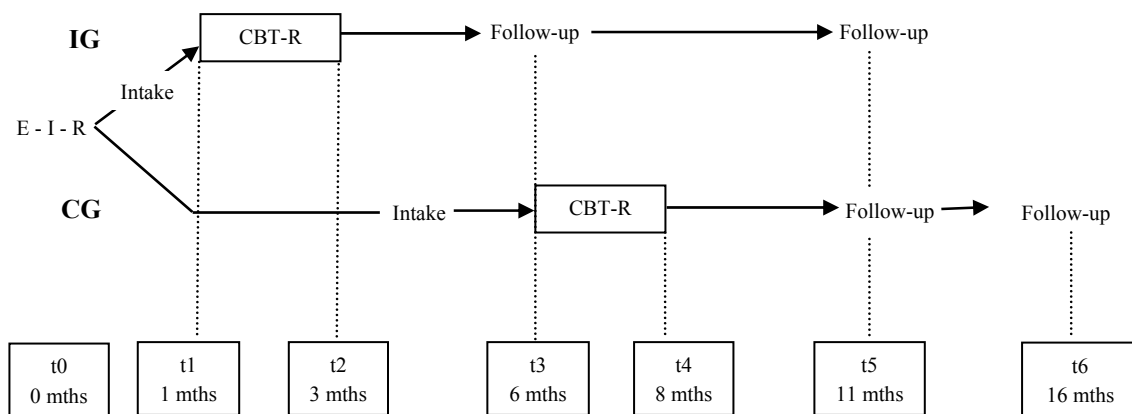 IG
CBT-R
Follow-up
Follow-up
Intake
E - I - R
CG
Intake
CBT-R
Follow-up
Follow-up
t0
0 mths
t1
1 mths
t2
3 mths
t3
6 mths
t4
8 mths
t5
11 mths
t6
16 mths